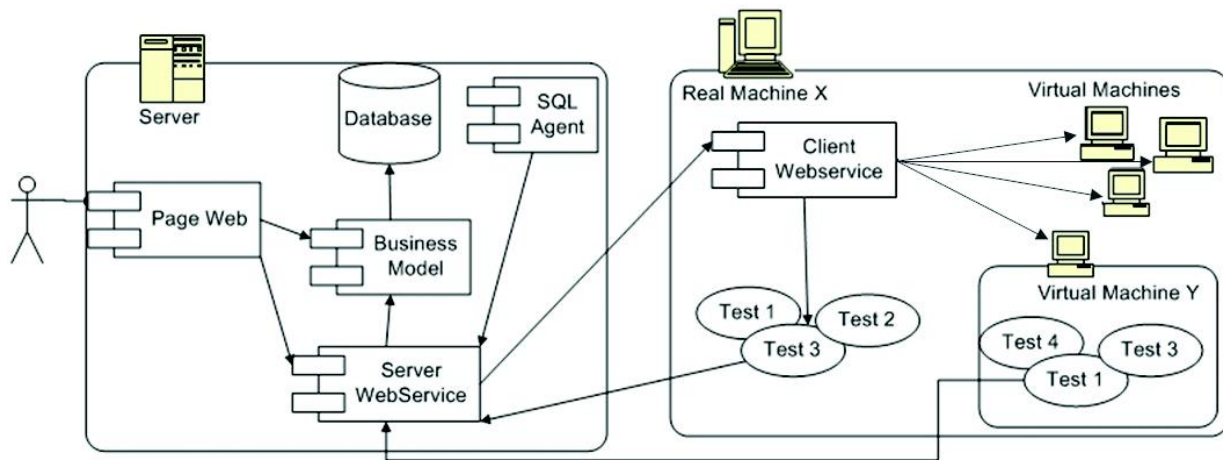 Server
Database
SQL
Agent
Page Web
Business
Model
Server
WebService
Real Machine X
Virtual Machines
Client
Webservice
Test 1
Test 2
Test 3
Virtual Machine Y
Test 4
Test 3
Test 1